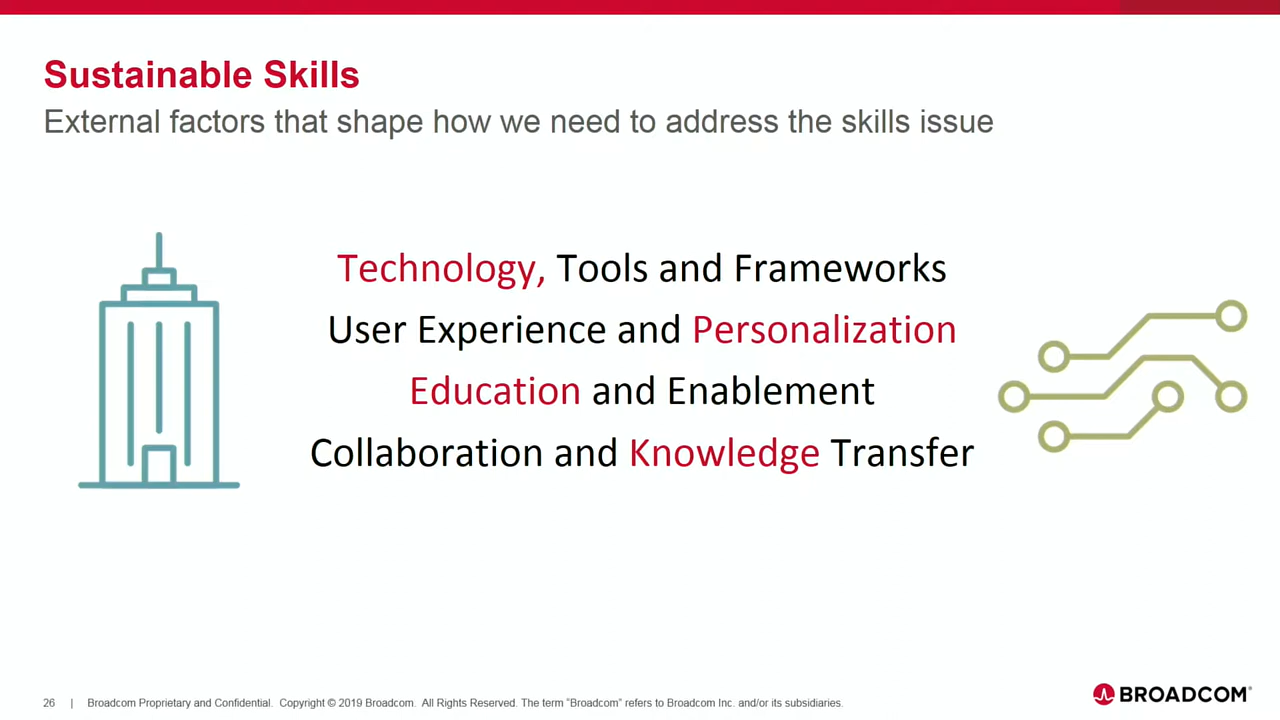 Sustainable Skills
External factors that shape how we need to address the skills issue
Technology, Tools and Frameworks
User Experience and Personalization
Education and Enablement
Collaboration and Knowledge Transfer
26 | Broadcom Proprietary and Confidential. Copyright © 2019 Broadcom. All Rights Reserved. The term "Broadcom" refers to Broadcom Inc. and/or its subsidiaries.
BROADCOM®